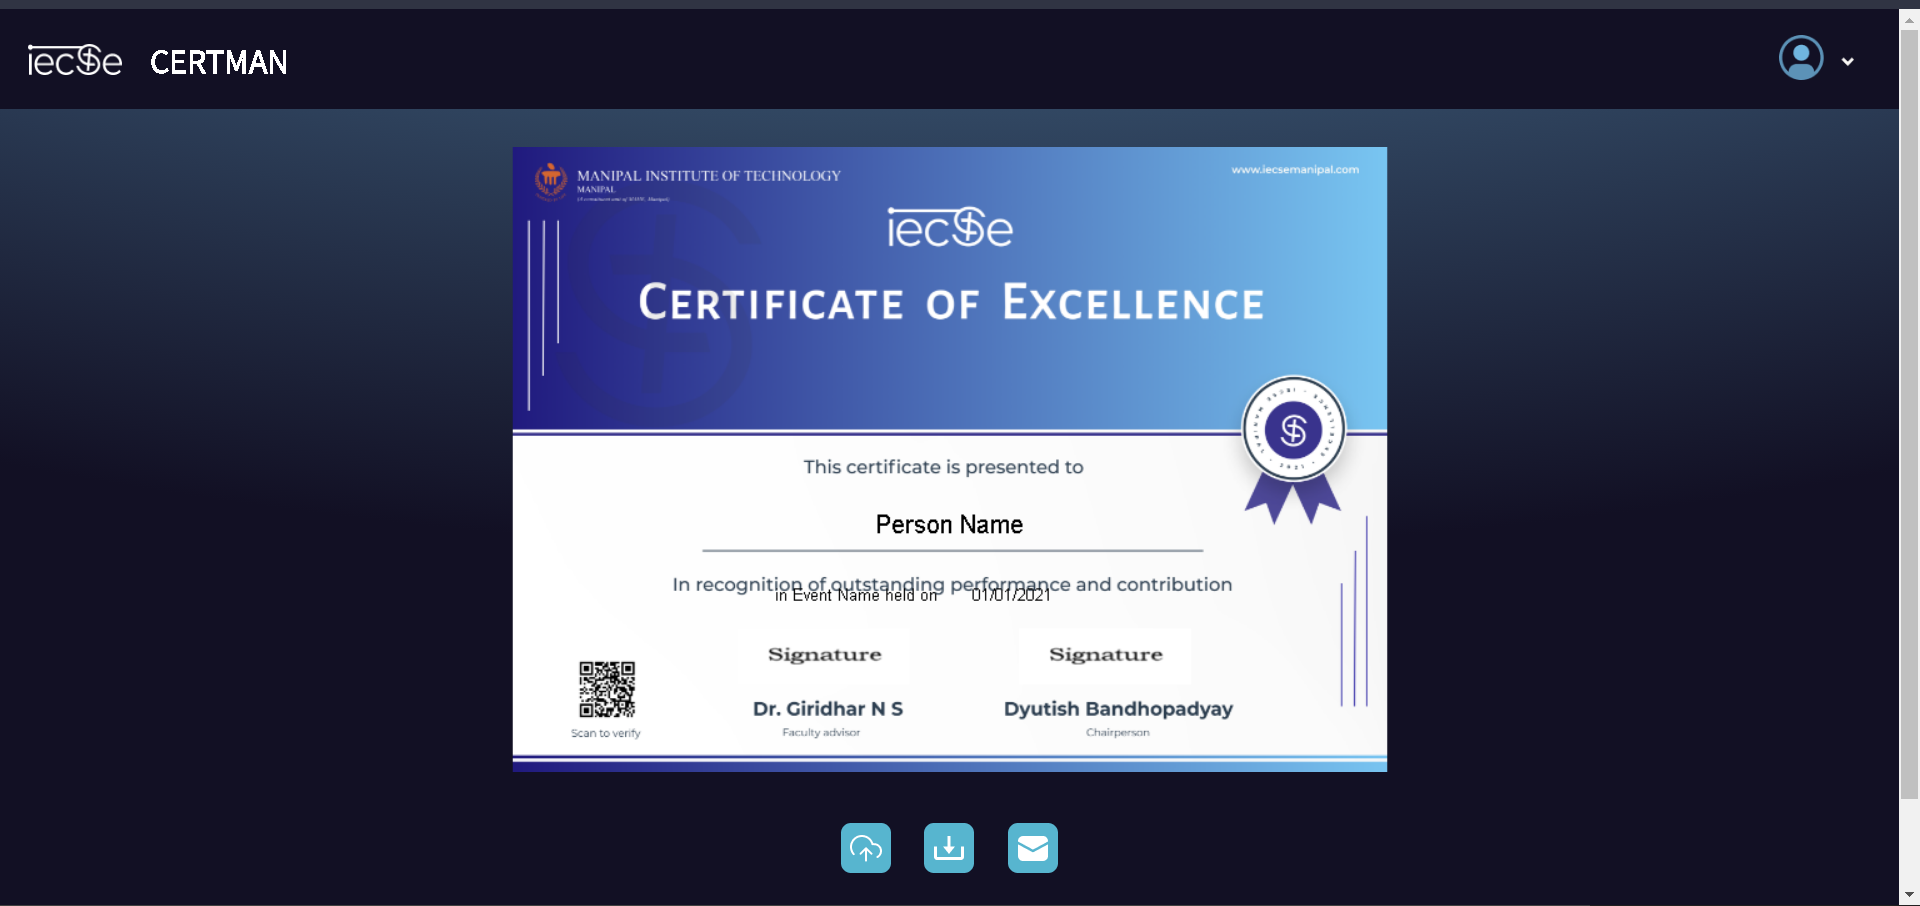 iecse CERTMAN
MANIPAL INSTITUTE OF TECHNOLOGY
MANIPAL
www.iecsemanipal.com
iecse
CERTIFICATE OF EXCELLENCE
This certificate is presented to
Person Name
In recognition of outstanding performance and contribution
in Event Name held on 01/01/2021
Signature Signature
Dr. Giridhar N S Dyutish Bandhopadyay
Faculty advisor Chairperson
Scan to verify